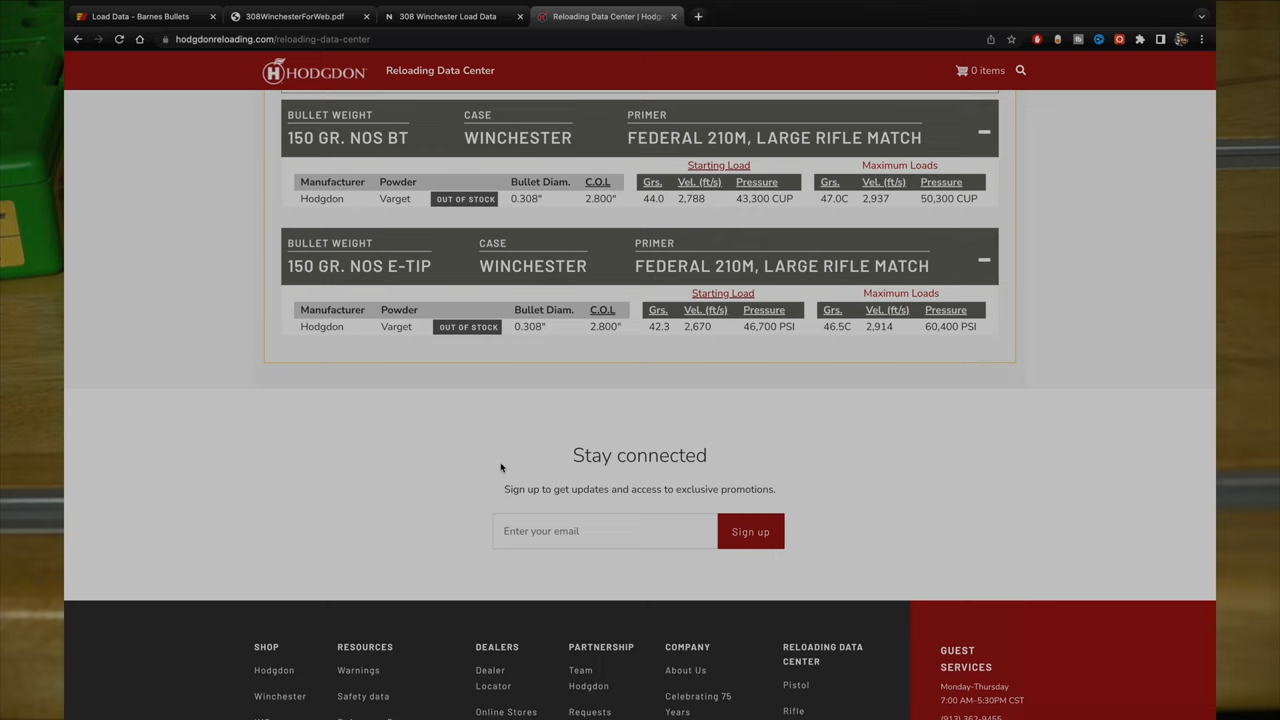 Load Data - Barnes Bullets
308WinchesterForWeb.pdf
308 Winchester Load Data
Reloading Data Center | Hodg
hodgdonreloading.com/reloading-data-center
HODGDON
Reloading Data Center
0 items
BULLET WEIGHT CASE PRIMER
150 GR. NOS BT WINCHESTER FEDERAL 210M, LARGE RIFLE MATCH
Starting Load Maximum Loads
Manufacturer Powder Bullet Diam. C.O.L Grs. Vel. (ft/s) Pressure Grs. Vel. (ft/s) Pressure
Hodgdon Varget OUT OF STOCK 0.308" 2.800" 44.0 2,788 43,300 CUP 47.0C 2,937 50,300 CUP
BULLET WEIGHT CASE PRIMER
150 GR. NOS E-TIP WINCHESTER FEDERAL 210M, LARGE RIFLE MATCH
Starting Load Maximum Loads
Manufacturer Powder Bullet Diam. C.O.L Grs. Vel. (ft/s) Pressure Grs. Vel. (ft/s) Pressure
Hodgdon Varget OUT OF STOCK 0.308" 2.800" 42.3 2,670 46,700 PSI 46.5C 2,914 60,400 PSI
Stay connected
Sign up to get updates and access to exclusive promotions.
Enter your email Sign up
SHOP
Hodgdon
Winchester
RESOURCES
Warnings
Safety data
DEALERS
Dealer
Locator
Online Stores
PARTNERSHIP
Team
Hodgdon
Requests
COMPANY
About Us
Celebrating 75
Years
RELOADING DATA
CENTER
Pistol
Rifle
GUEST
SERVICES
Monday-Thursday
7:00 AM–5:30PM CST
(913) 362-9455